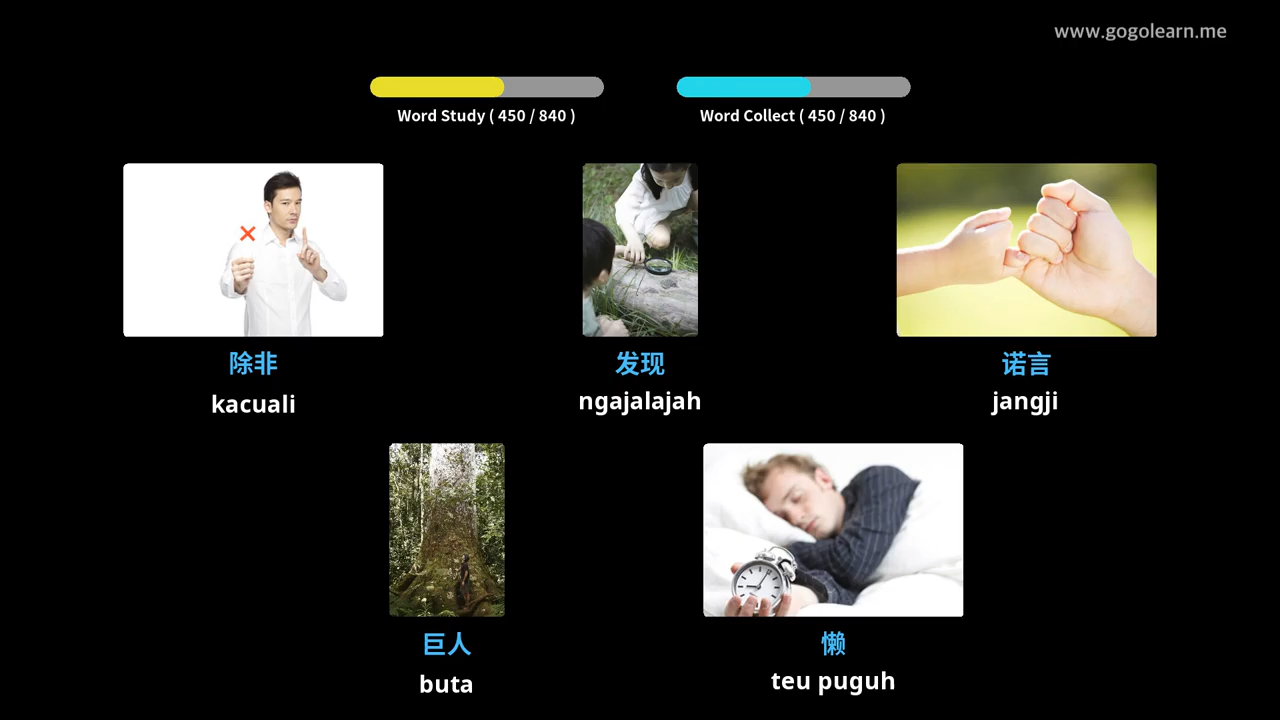 www.gogolearn.me
Word Study ( 450 / 840 )
Word Collect ( 450 / 840 )
除非
kacuali
发现
ngajalajah
诺言
jangji
巨人
buta
懒
teu puguh